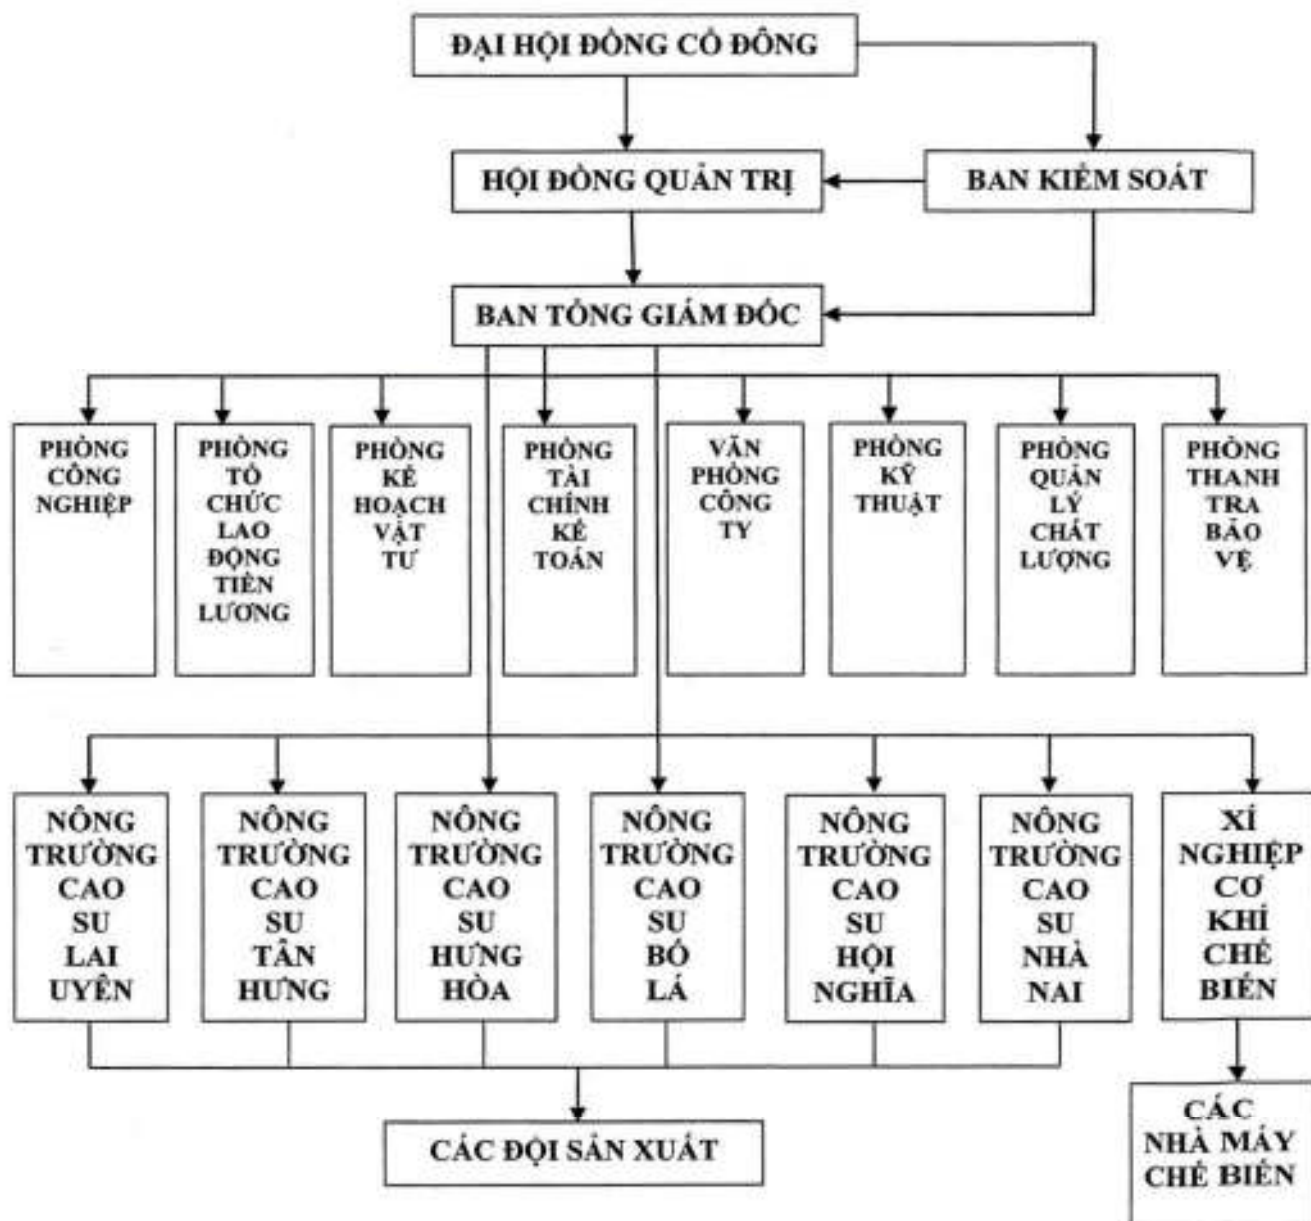 ĐẠI HỘI ĐỒNG CỔ ĐÔNG
HỘI ĐỒNG QUẢN TRỊ
BAN KIỂM SOÁT
BAN TỔNG GIÁM ĐỐC
PHÒNG
CÔNG
NGHIỆP
PHÒNG
TỔ
CHỨC
LAO
ĐỘNG
TIỀN
LƯƠNG
PHÒNG
KẾ
HOẠCH
VẬT
TƯ
PHÒNG
TÀI
CHÍNH
KẾ
TOÁN
VĂN
PHÒNG
CÔNG
TY
PHÒNG
KỸ
THUẬT
PHÒNG
QUẢN
LÝ
CHẤT
LƯỢNG
PHÒNG
THANH
TRA
BẢO
VỆ
NÔNG
TRƯỜNG
CAO
SU
LAI
UYÊN
NÔNG
TRƯỜNG
CAO
SU
TÂN
HƯNG
NÔNG
TRƯỜNG
CAO
SU
HƯNG
HÒA
NÔNG
TRƯỜNG
CAO
SU
BỐ
LÁ
NÔNG
TRƯỜNG
CAO
SU
HỘI
NGHĨA
NÔNG
TRƯỜNG
CAO
SU
NHÀ
NAI
XÍ
NGHIỆP
CƠ
KHÍ
CHẾ
BIẾN
CÁC ĐỘI SẢN XUẤT
CÁC
NHÀ MÁY
CHẾ BIẾN